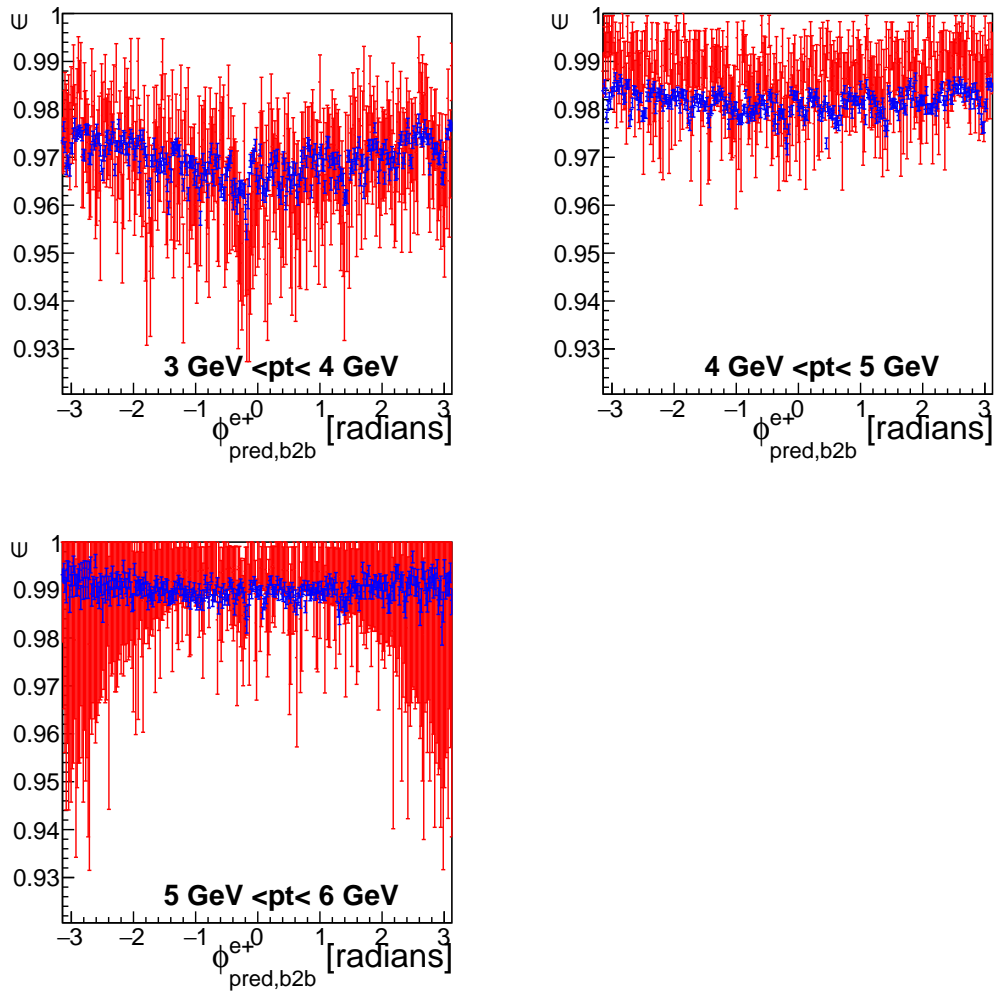 ϵ
1
0.99
0.98
0.97
0.96
0.95
0.94
0.93
3 GeV <pt< 4 GeV
−3 −2 −1 0 1 2 3
ϕ^{e+}_{pred,b2b} [radians]
ϵ
1
0.99
0.98
0.97
0.96
0.95
0.94
0.93
4 GeV <pt< 5 GeV
−3 −2 −1 0 1 2 3
ϕ^{e+}_{pred,b2b} [radians]
ϵ
1
0.99
0.98
0.97
0.96
0.95
0.94
0.93
5 GeV <pt< 6 GeV
−3 −2 −1 0 1 2 3
ϕ^{e+}_{pred,b2b} [radians]